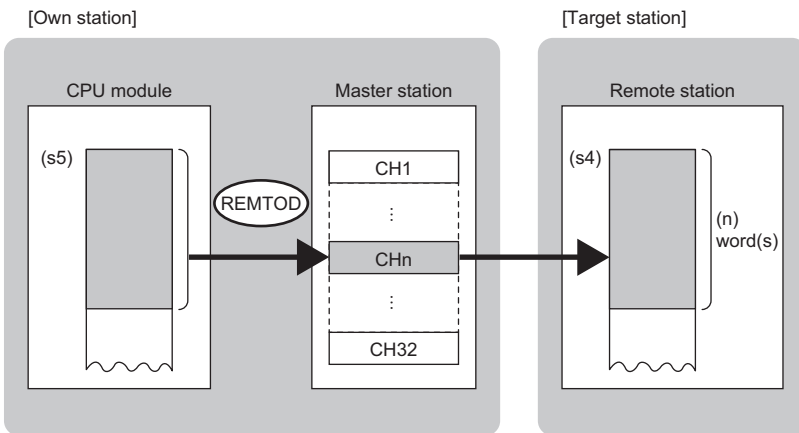 [Own station]
[Target station]
CPU module
Master station
Remote station
(s5)
REMTOD
CH1
⋮
CHn
⋮
CH32
(s4)
(n)
word(s)